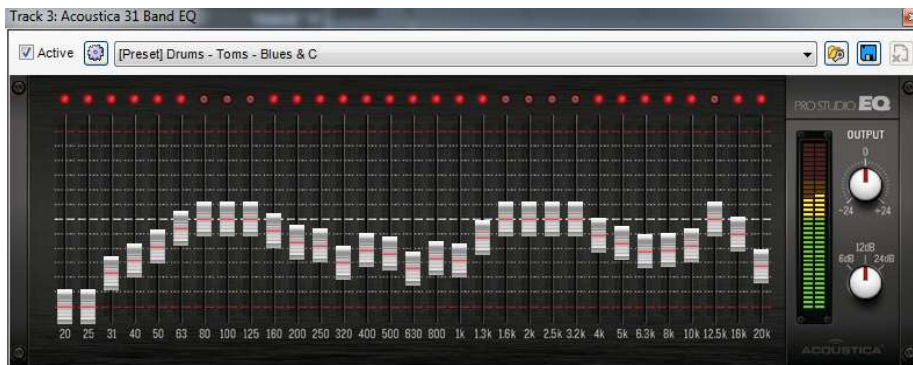 Track 3: Acoustica 31 Band EQ
Active [Preset] Drums - Toms - Blues & C
PRO STUDIO EQ
OUTPUT
0
-24 +24
12dB
6dB 24dB
20 25 31 40 50 63 80 100 125 160 200 250 320 400 500 630 800 1k 1.3k 1.6k 2k 2.5k 3.2k 4k 5k 6.3k 8k 10k 12.5k 16k 20k
ACOUSTICA